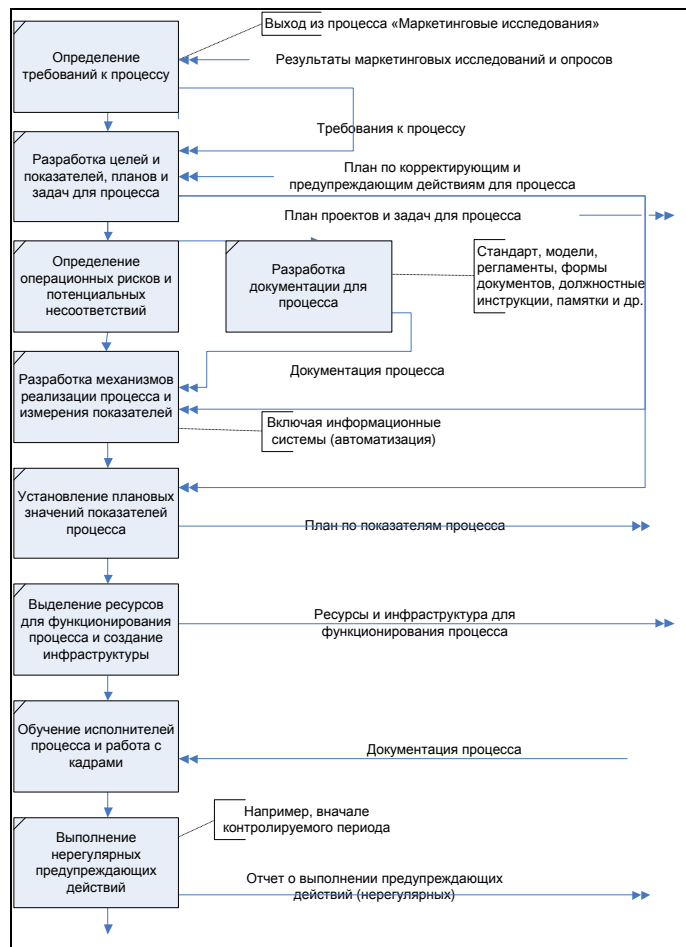 Выход из процесса «Маркетинговые исследования»
Определение
требований к процессу
Результаты маркетинговых исследований и опросов
Требования к процессу
Разработка целей и
показателей, планов и
задач для процесса
План по корректирующим и
предупреждающим действиям для процесса
План проектов и задач для процесса
Определение
операционных рисков и
потенциальных
несоответствий
Разработка
документации для
процесса
Стандарт, модели,
регламенты, формы
документов, должностные
инструкции, памятки и др.
Документация процесса
Разработка механизмов
реализации процесса и
измерения показателей
Включая информационные
системы (автоматизация)
Установление плановых
значений показателей
процесса
План по показателям процесса
Выделение ресурсов
для функционирования
процесса и создание
инфраструктуры
Ресурсы и инфраструктура для
функционирования процесса
Обучение исполнителей
процесса и работа с
кадрами
Документация процесса
Например, вначале
контролируемого периода
Выполнение
нерегулярных
предупреждающих
действий
Отчет о выполнении предупреждающих
действий (нерегулярных)